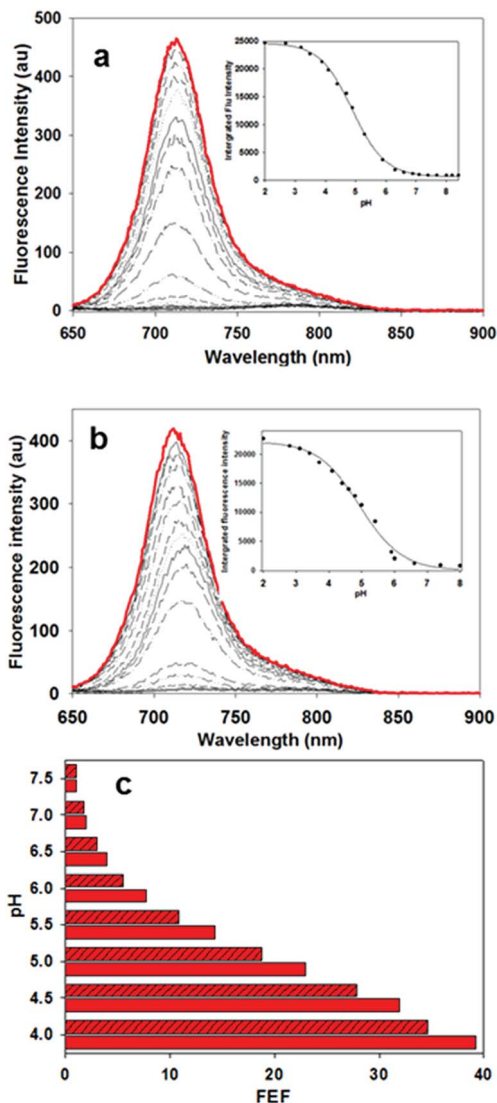 a
Fluorescence Intensity (au)
500
400
300
200
100
0
650 700 750 800 850 900
Wavelength (nm)
Intergrated Flu Intensity
25000
20000
15000
10000
5000
0
2 3 4 5 6 7 8
pH
b
Fluorescence intensity (au)
400
300
200
100
0
650 700 750 800 850 900
Wavelength (nm)
Intergrated fluorescence intensity
20000
15000
10000
5000
0
2 3 4 5 6 7 8
pH
c
pH
7.5
7.0
6.5
6.0
5.5
5.0
4.5
4.0
0 10 20 30 40
FEF